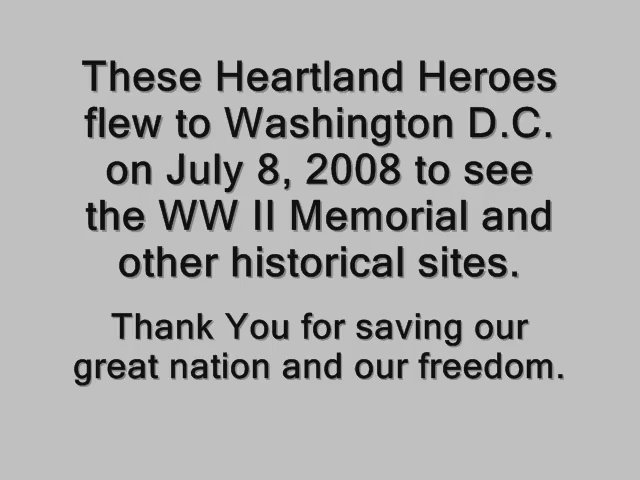 These Heartland Heroes
flew to Washington D.C.
on July 8, 2008 to see
the WW II Memorial and
other historical sites.
Thank You for saving our
great nation and our freedom.